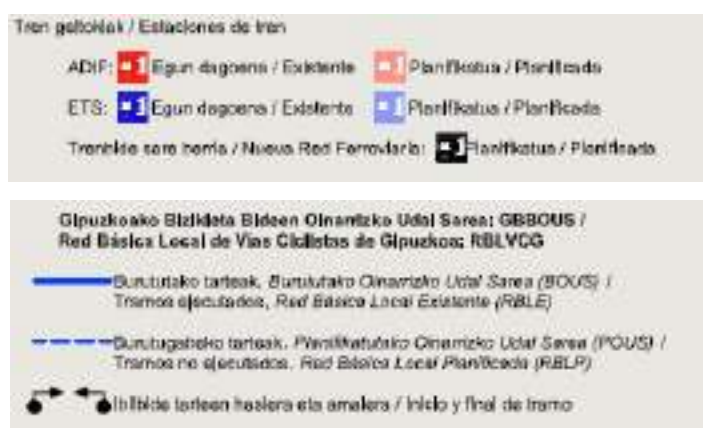 Tren geltokiak / Estaciones de tren
ADIF: Egun dagoena / Existente Planifikatua / Planificada
ETS: Egun dagoena / Existente Planifikatua / Planificada
Trenbide sare berria / Nueva Red Ferroviaria: Planifikatua / Planificada
Gipuzkoako Bizikleta Bideen Oinarrizko Udal Sarea; GBBOUS /
Red Básica Local de Vías Ciclistas de Gipuzkoa; RBLVCG
Burututako tarteak, Burututako Oinarrizko Udal Sarea (BOUS) /
Tramos ejecutados, Red Básica Local Existente (RBLE)
Burutugabeko tarteak, Planifikatutako Oinarrizko Udal Sarea (POUS) /
Tramos no ejecutados, Red Básica Local Planificada (RBLP)
Ibilbide tarteen hasiera eta amaiera / Inicio y final de tramo